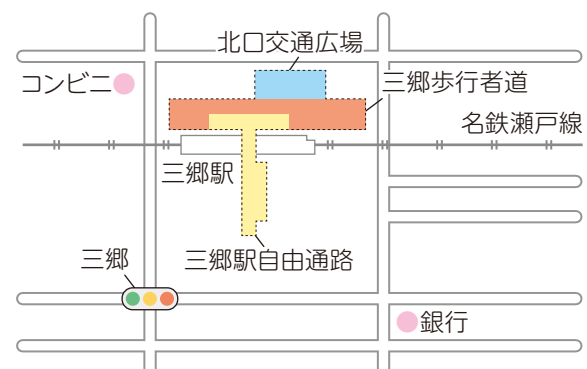 北口交通広場
コンビニ
三郷歩行者道
名鉄瀬戸線
三郷駅
三郷
三郷駅自由通路
銀行